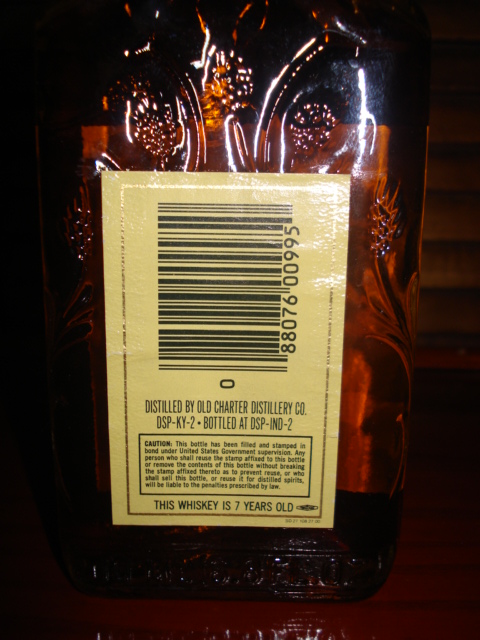 88076 00995
0
DISTILLED BY OLD CHARTER DISTILLERY CO.
DSP-KY-2 • BOTTLED AT DSP-IND-2
CAUTION: This bottle has been filled and stamped in
bond under United States Government supervision. Any
person who shall reuse the stamp affixed to this bottle
or remove the contents of this bottle without breaking
the stamp affixed thereto as to prevent reuse, or who
shall sell this bottle, or reuse it for distilled spirits,
will be liable to the penalties prescribed by law.
THIS WHISKEY IS 7 YEARS OLD